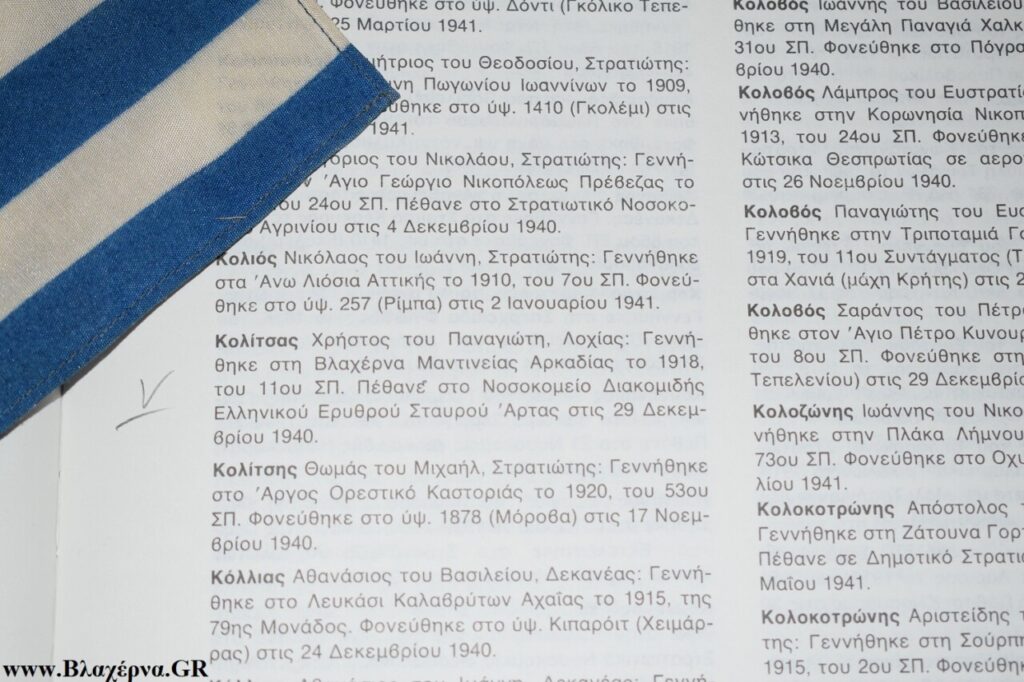 Φονεύθηκε στο ύψ. Δόντι (Γκόλικο Τεπε-
25 Μαρτίου 1941.
του Θεοδοσίου, Στρατιώτης:
Πωγωνίου Ιωαννίνων το 1909,
στο ύψ. 1410 (Γκολέμι) στις
1941.
του Νικολάου, Στρατιώτης: Γεννή-
Άγιο Γεώργιο Νικοπόλεως Πρέβεζας το
24ου ΣΠ. Πέθανε στο Στρατιωτικό Νοσοκο-
Αγρινίου στις 4 Δεκεμβρίου 1940.
Κολιός Νικόλαος του Ιωάννη, Στρατιώτης: Γεννήθηκε
στα Άνω Λιόσια Αττικής το 1910, του 7ου ΣΠ. Φονεύ-
θηκε στο ύψ. 257 (Ρίμπα) στις 2 Ιανουαρίου 1941.
Κολίτσας Χρήστος του Παναγιώτη, Λοχίας: Γεννή-
θηκε στη Βλαχέρνα Μαντινείας Αρκαδίας το 1918,
του 11ου ΣΠ. Πέθανε στο Νοσοκομείο Διακομιδής
Ελληνικού Ερυθρού Σταυρού Άρτας στις 29 Δεκεμ-
βρίου 1940.
Κολίτσης Θωμάς του Μιχαήλ, Στρατιώτης: Γεννήθηκε
στο Άργος Ορεστικό Καστοριάς το 1920, του 53ου
ΣΠ. Φονεύθηκε στο ύψ. 1878 (Μόροβα) στις 17 Νοεμ-
βρίου 1940.
Κόλλιας Αθανάσιος του Βασιλείου, Δεκανέας: Γεννή-
θηκε στο Λευκάσι Καλαβρύτων Αχαΐας το 1915, της
79ης Μονάδος. Φονεύθηκε στο ύψ. Κιπαρόιτ (Χειμάρ-
ρας) στις 24 Δεκεμβρίου 1940.
Κολοβός Ιωάννης του Βασιλείου
θηκε στη Μεγάλη Παναγιά Χαλκ
31ου ΣΠ. Φονεύθηκε στο Πόγρα
βρίου 1940.
Κολοβός Λάμπρος του Ευστρατί
νήθηκε στην Κορωνησία Νικοπ
1913, του 24ου ΣΠ. Φονεύθηκε
Κώτσικα Θεσπρωτίας σε αερο
στις 26 Νοεμβρίου 1940.
Κολοβός Παναγιώτης του Ευσ
Γεννήθηκε στην Τριποταμιά Γο
1919, του 11ου Συντάγματος (Τ
στα Χανιά (μάχη Κρήτης) στις 2
Κολοβός Σαράντος του Πέτρο
θηκε στον Άγιο Πέτρο Κυνουρ
του 8ου ΣΠ. Φονεύθηκε στη
Τεπελενίου) στις 29 Δεκεμβρίο
Κολοζώνης Ιωάννης του Νικο
νήθηκε στην Πλάκα Λήμνου
73ου ΣΠ. Φονεύθηκε στο Οχυ
λίου 1941.
Κολοκοτρώνης Απόστολος
Γεννήθηκε στη Ζάτουνα Γορτ
Πέθανε σε Δημοτικό Στρατι
Μαΐου 1941.
Κολοκοτρώνης Αριστείδης
της: Γεννήθηκε στη Σούρπ
1915, του 2ου ΣΠ. Φονεύθηκ
www.Βλαχέρνα.GR